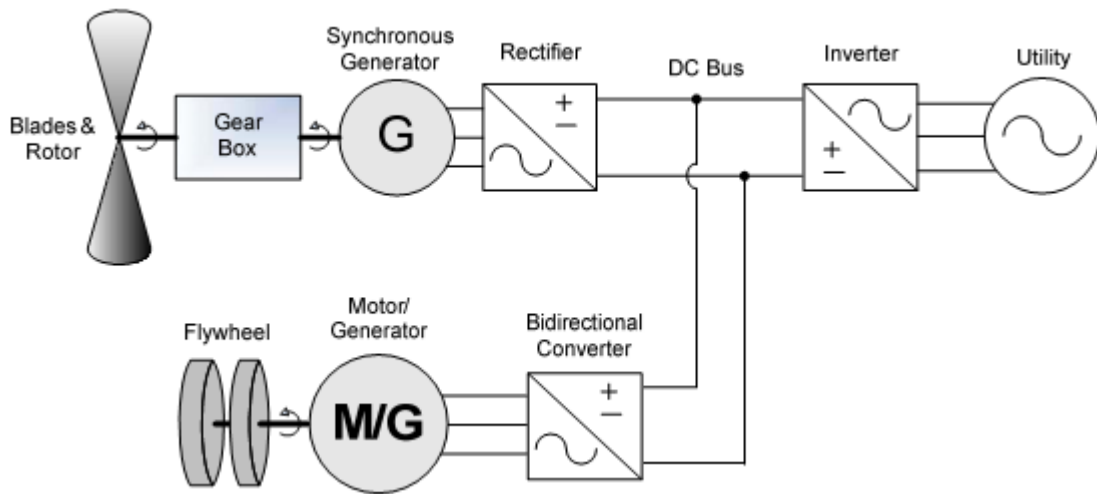 Synchronous
Generator
Rectifier
DC Bus
Inverter
Utility
Blades &
Rotor
Gear
Box
G
+
−
+
−
Flywheel
Motor/
Generator
Bidirectional
Converter
M/G
+
−